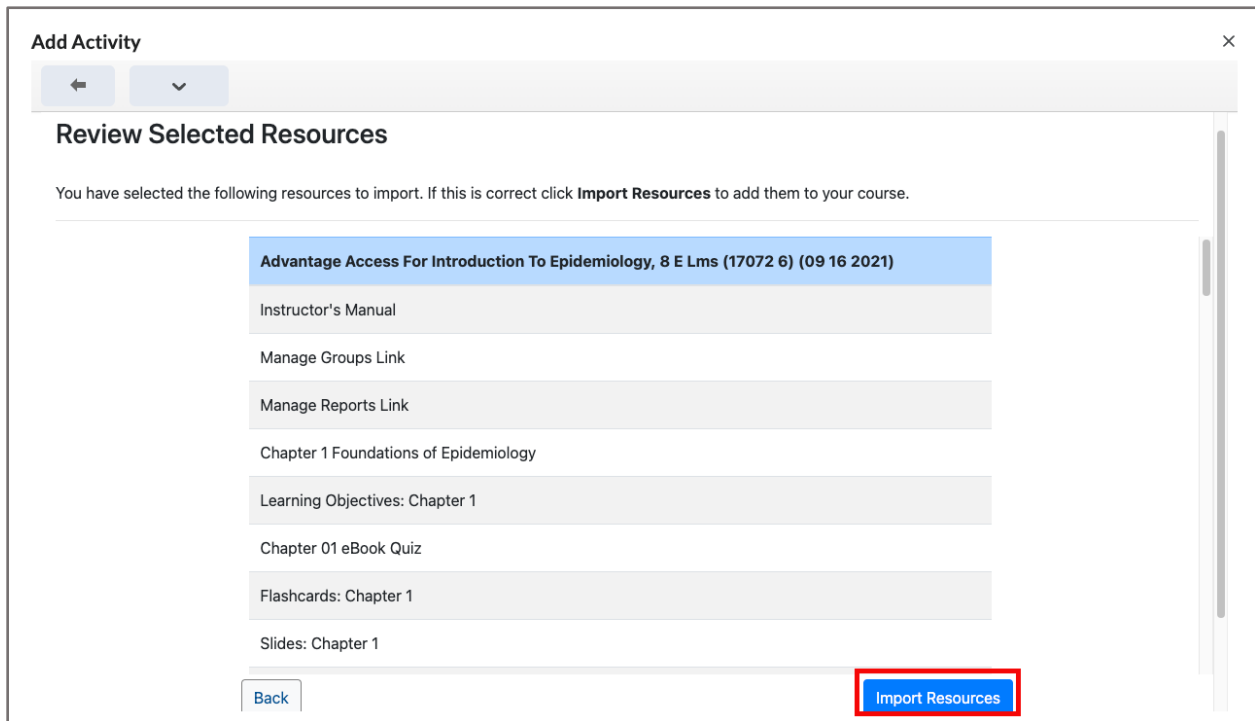 Add Activity
Review Selected Resources
You have selected the following resources to import. If this is correct click Import Resources to add them to your course.
Advantage Access For Introduction To Epidemiology, 8 E Lms (17072 6) (09 16 2021)
Instructor's Manual
Manage Groups Link
Manage Reports Link
Chapter 1 Foundations of Epidemiology
Learning Objectives: Chapter 1
Chapter 01 eBook Quiz
Flashcards: Chapter 1
Slides: Chapter 1
Back
Import Resources